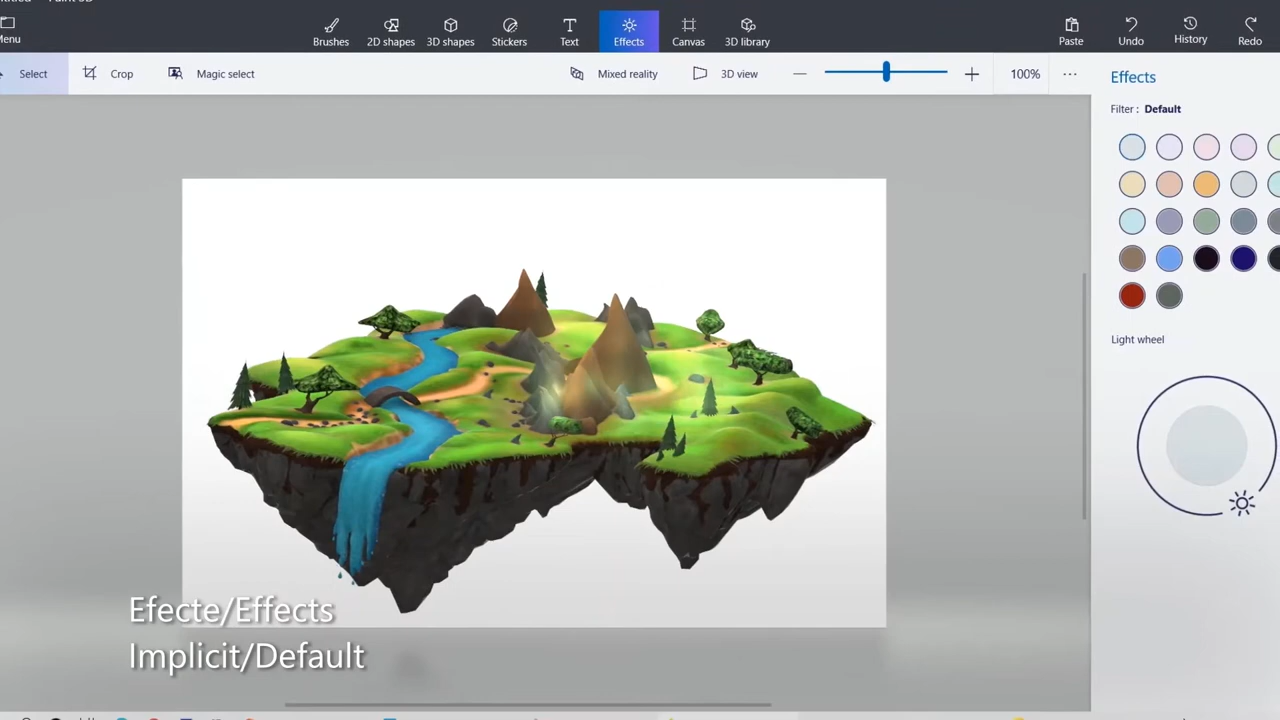 Menu
Brushes
2D shapes
3D shapes
Stickers
Text
Effects
Canvas
3D library
Paste
Undo
History
Redo
Select
Crop
Magic select
Mixed reality
3D view
100%
Effects
Filter : Default
Light wheel
Efecte/Effects
Implicit/Default